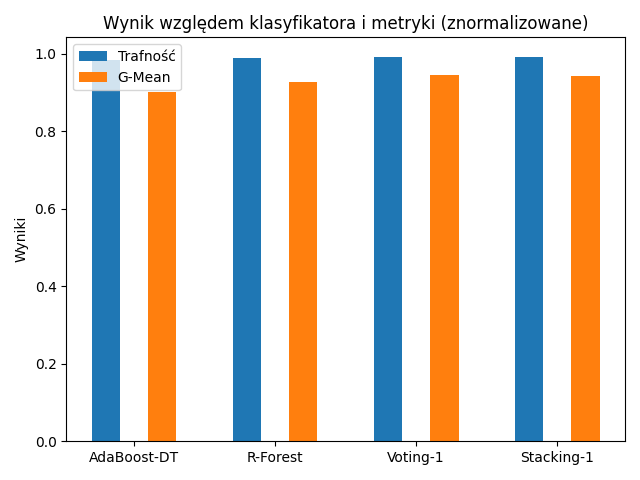 Wynik względem klasyfikatora i metryki (znormalizowane)
Trafność
G-Mean
Wyniki
1.0
0.8
0.6
0.4
0.2
0.0
AdaBoost-DT
R-Forest
Voting-1
Stacking-1